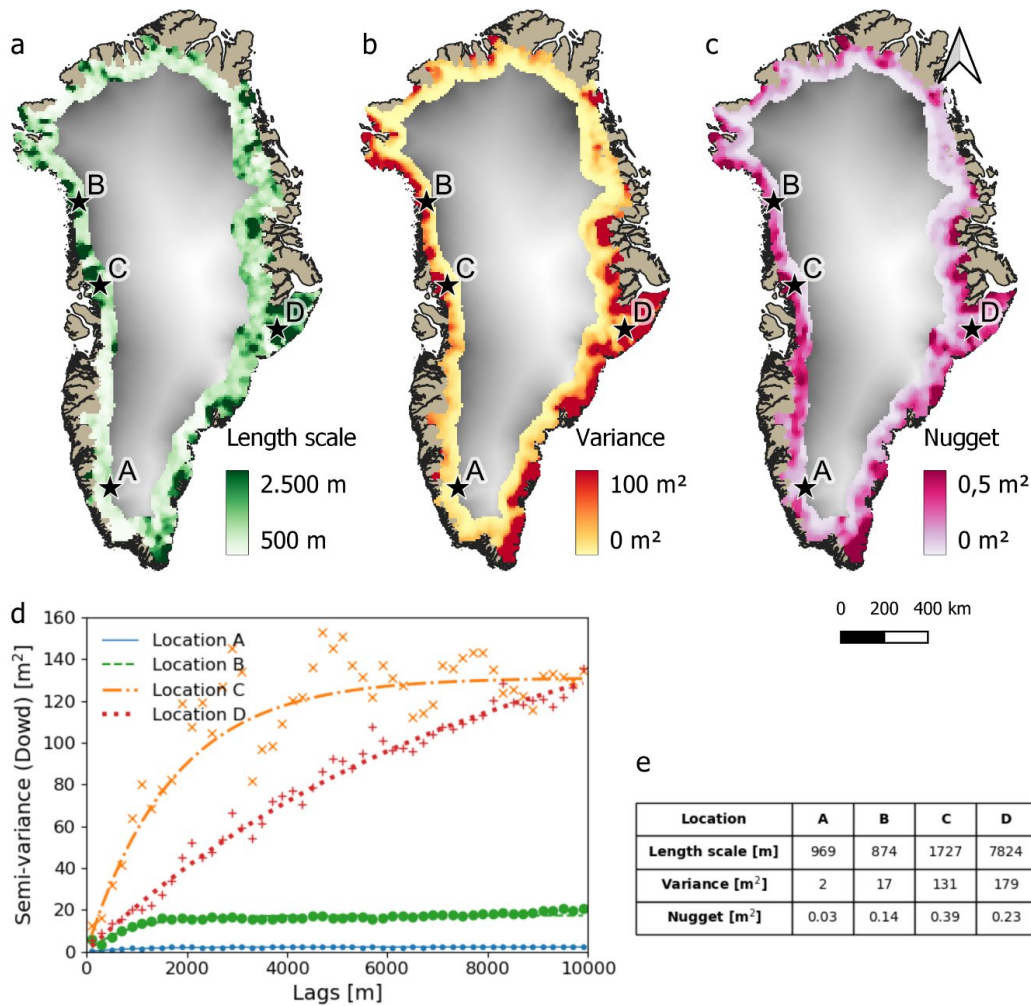 a
b
c
B
C
D
A
Length scale
2.500 m
500 m
B
C
D
A
Variance
100 m²
0 m²
B
C
D
A
Nugget
0,5 m²
0 m²
0 200 400 km
d
160
140
120
100
80
60
40
20
0
Semi-variance (Dowd) [m²]
Location A
Location B
Location C
Location D
0 2000 4000 6000 8000 10000
Lags [m]
e
Location A B C D
Length scale [m] 969 874 1727 7824
Variance [m²] 2 17 131 179
Nugget [m²] 0.03 0.14 0.39 0.23